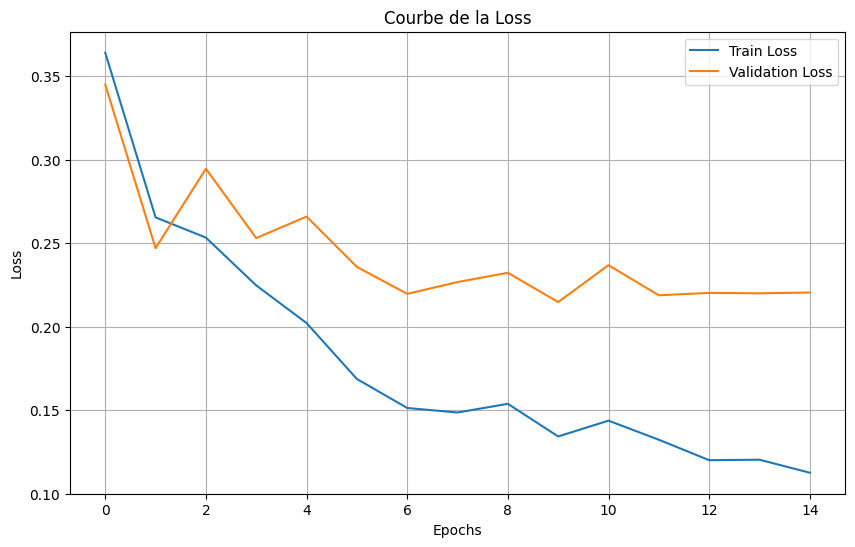 Courbe de la Loss
Train Loss
Validation Loss
0.35
0.30
0.25
0.20
0.15
0.10
Loss
0 2 4 6 8 10 12 14
Epochs